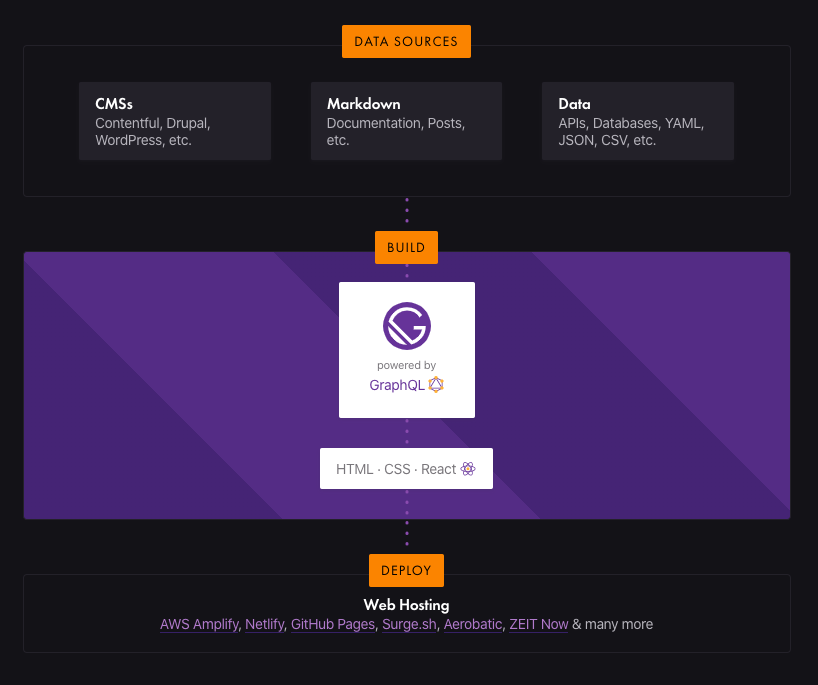 DATA SOURCES
CMSs
Contentful, Drupal,
WordPress, etc.
Markdown
Documentation, Posts,
etc.
Data
APIs, Databases, YAML,
JSON, CSV, etc.
BUILD
powered by
GraphQL
HTML · CSS · React
DEPLOY
Web Hosting
AWS Amplify, Netlify, GitHub Pages, Surge.sh, Aerobatic, ZEIT Now & many more